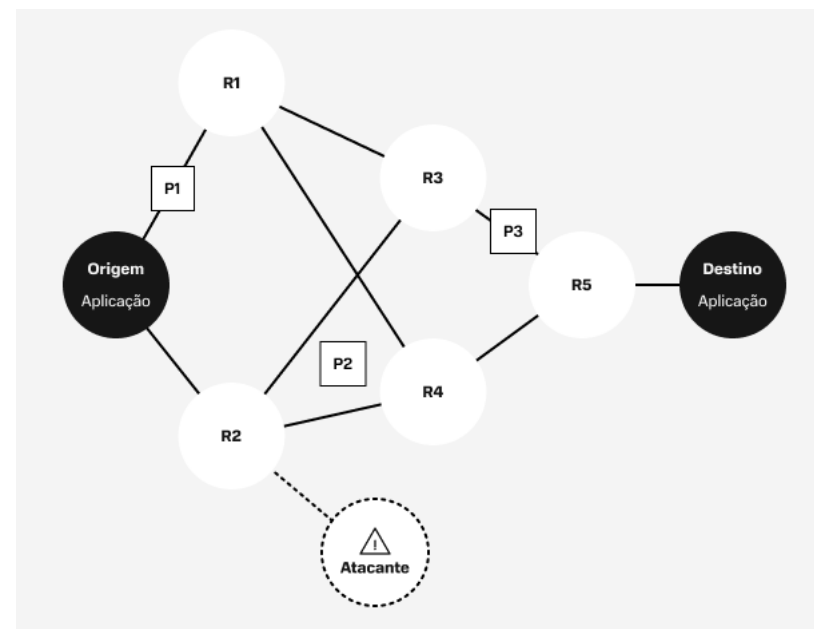 R1
R3
P1
P3
Origem
Aplicação
R5
Destino
Aplicação
P2
R4
R2
!
Atacante